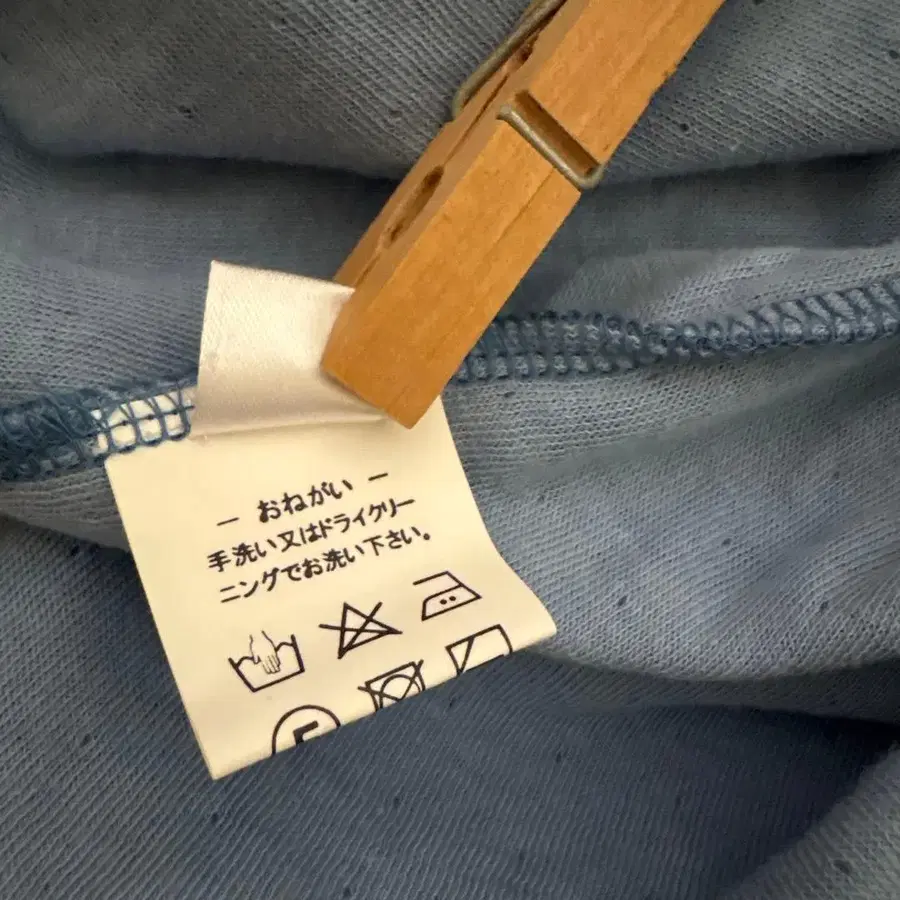 — おねがい —
手洗い又はドライクリー
ニングでお洗い下さい。